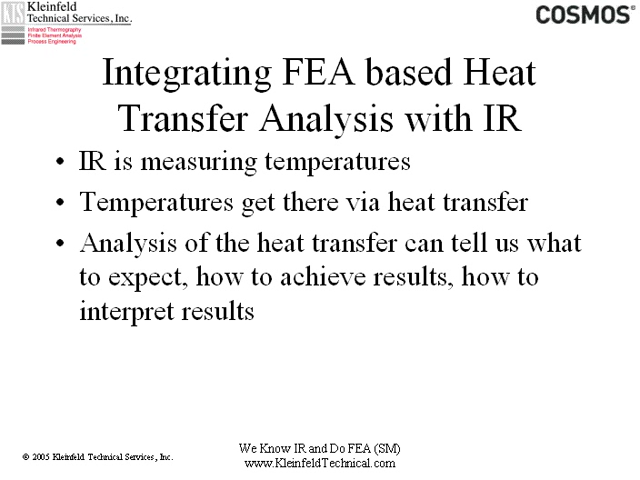 KTS
Kleinfeld
Technical Services, Inc.
Infrared Thermography
Finite Element Analysis
Process Engineering
COSMOS®
Integrating FEA based Heat
Transfer Analysis with IR
• IR is measuring temperatures
• Temperatures get there via heat transfer
• Analysis of the heat transfer can tell us what
to expect, how to achieve results, how to
interpret results
© 2005 Kleinfeld Technical Services, Inc.
We Know IR and Do FEA (SM)
www.KleinfeldTechnical.com